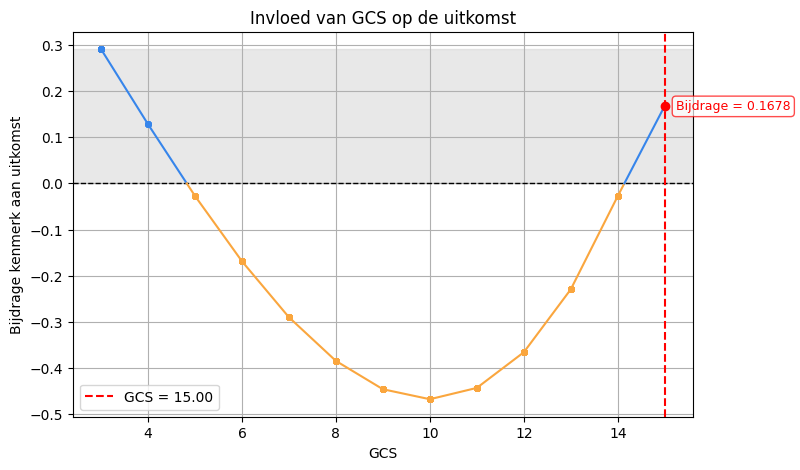 Invloed van GCS op de uitkomst
Bijdrage kenmerk aan uitkomst
0.3
0.2
0.1
0.0
−0.1
−0.2
−0.3
−0.4
−0.5
Bijdrage = 0.1678
GCS = 15.00
4 6 8 10 12 14
GCS